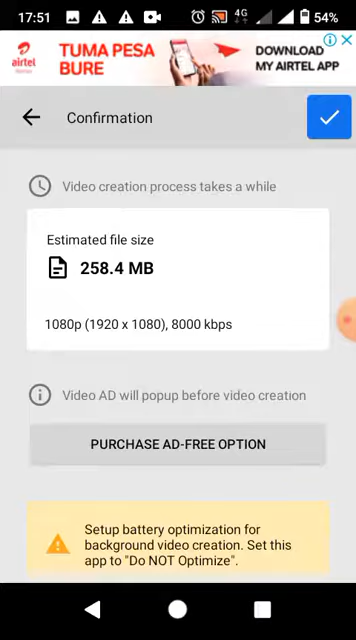 17:51
4G
54%
airtel
TUMA PESA
BURE
DOWNLOAD
MY AIRTEL APP
Confirmation
Video creation process takes a while
Estimated file size
258.4 MB
1080p (1920 x 1080), 8000 kbps
Video AD will popup before video creation
PURCHASE AD-FREE OPTION
Setup battery optimization for
background video creation. Set this
app to "Do NOT Optimize".